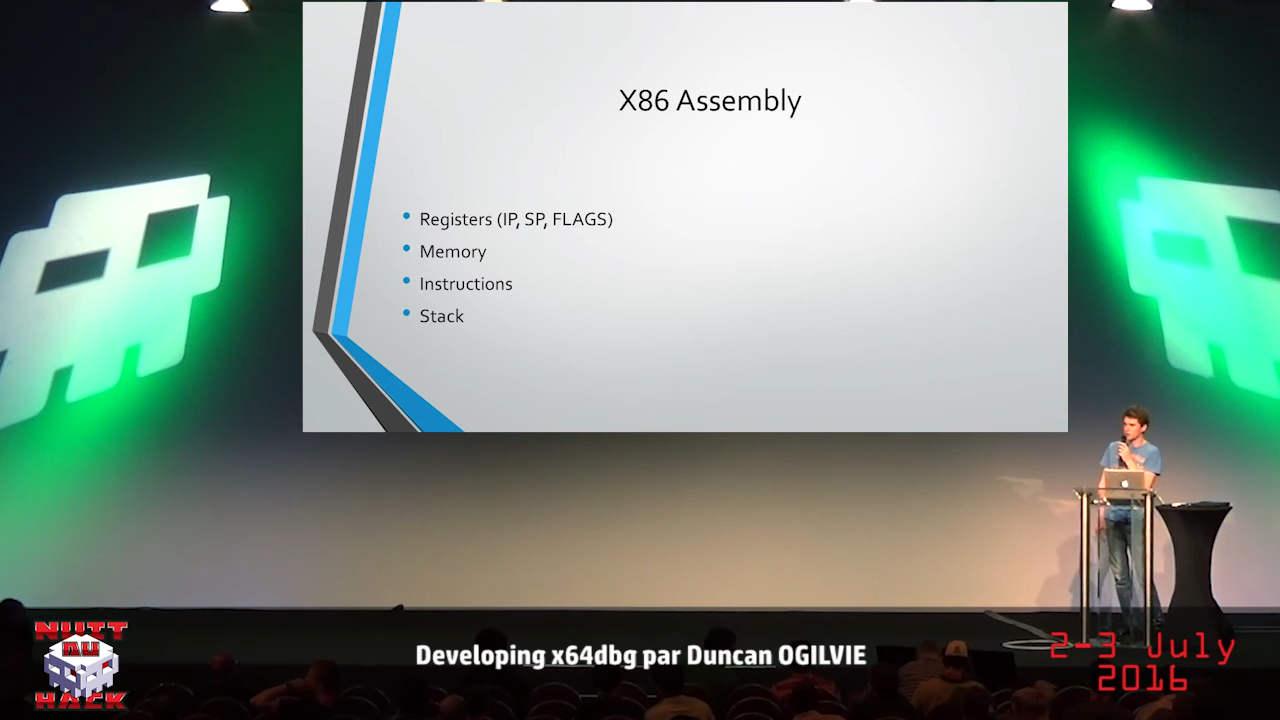 X86 Assembly
Registers (IP, SP, FLAGS)
Memory
Instructions
Stack
NUIT
AU
HACK
Developing x64dbg par Duncan OGILVIE
2-3 July
2016